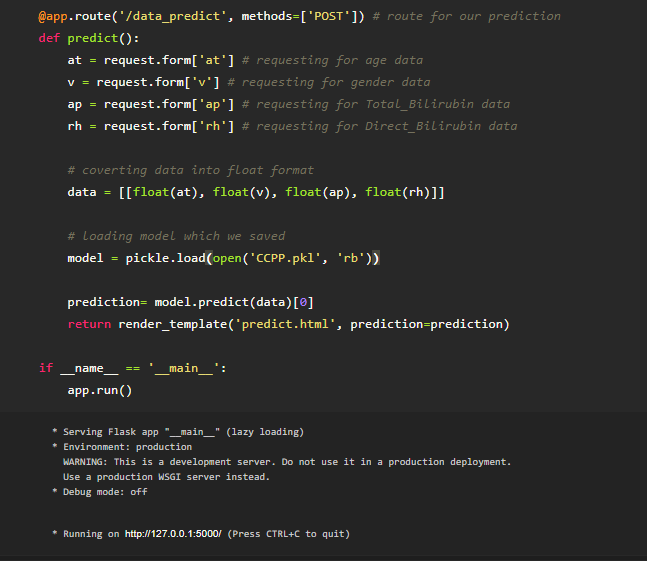 @app.route('/data_predict', methods=['POST']) # route for our prediction
def predict():
at = request.form['at'] # requesting for age data
v = request.form['v'] # requesting for gender data
ap = request.form['ap'] # requesting for Total_Bilirubin data
rh = request.form['rh'] # requesting for Direct_Bilirubin data
# coverting data into float format
data = [[float(at), float(v), float(ap), float(rh)]]
# loading model which we saved
model = pickle.load(open('CCPP.pkl', 'rb'))
prediction= model.predict(data)[0]
return render_template('predict.html', prediction=prediction)
if __name__ == '__main__':
app.run()
* Serving Flask app "__main__" (lazy loading)
* Environment: production
WARNING: This is a development server. Do not use it in a production deployment.
Use a production WSGI server instead.
* Debug mode: off
* Running on http://127.0.0.1:5000/ (Press CTRL+C to quit)